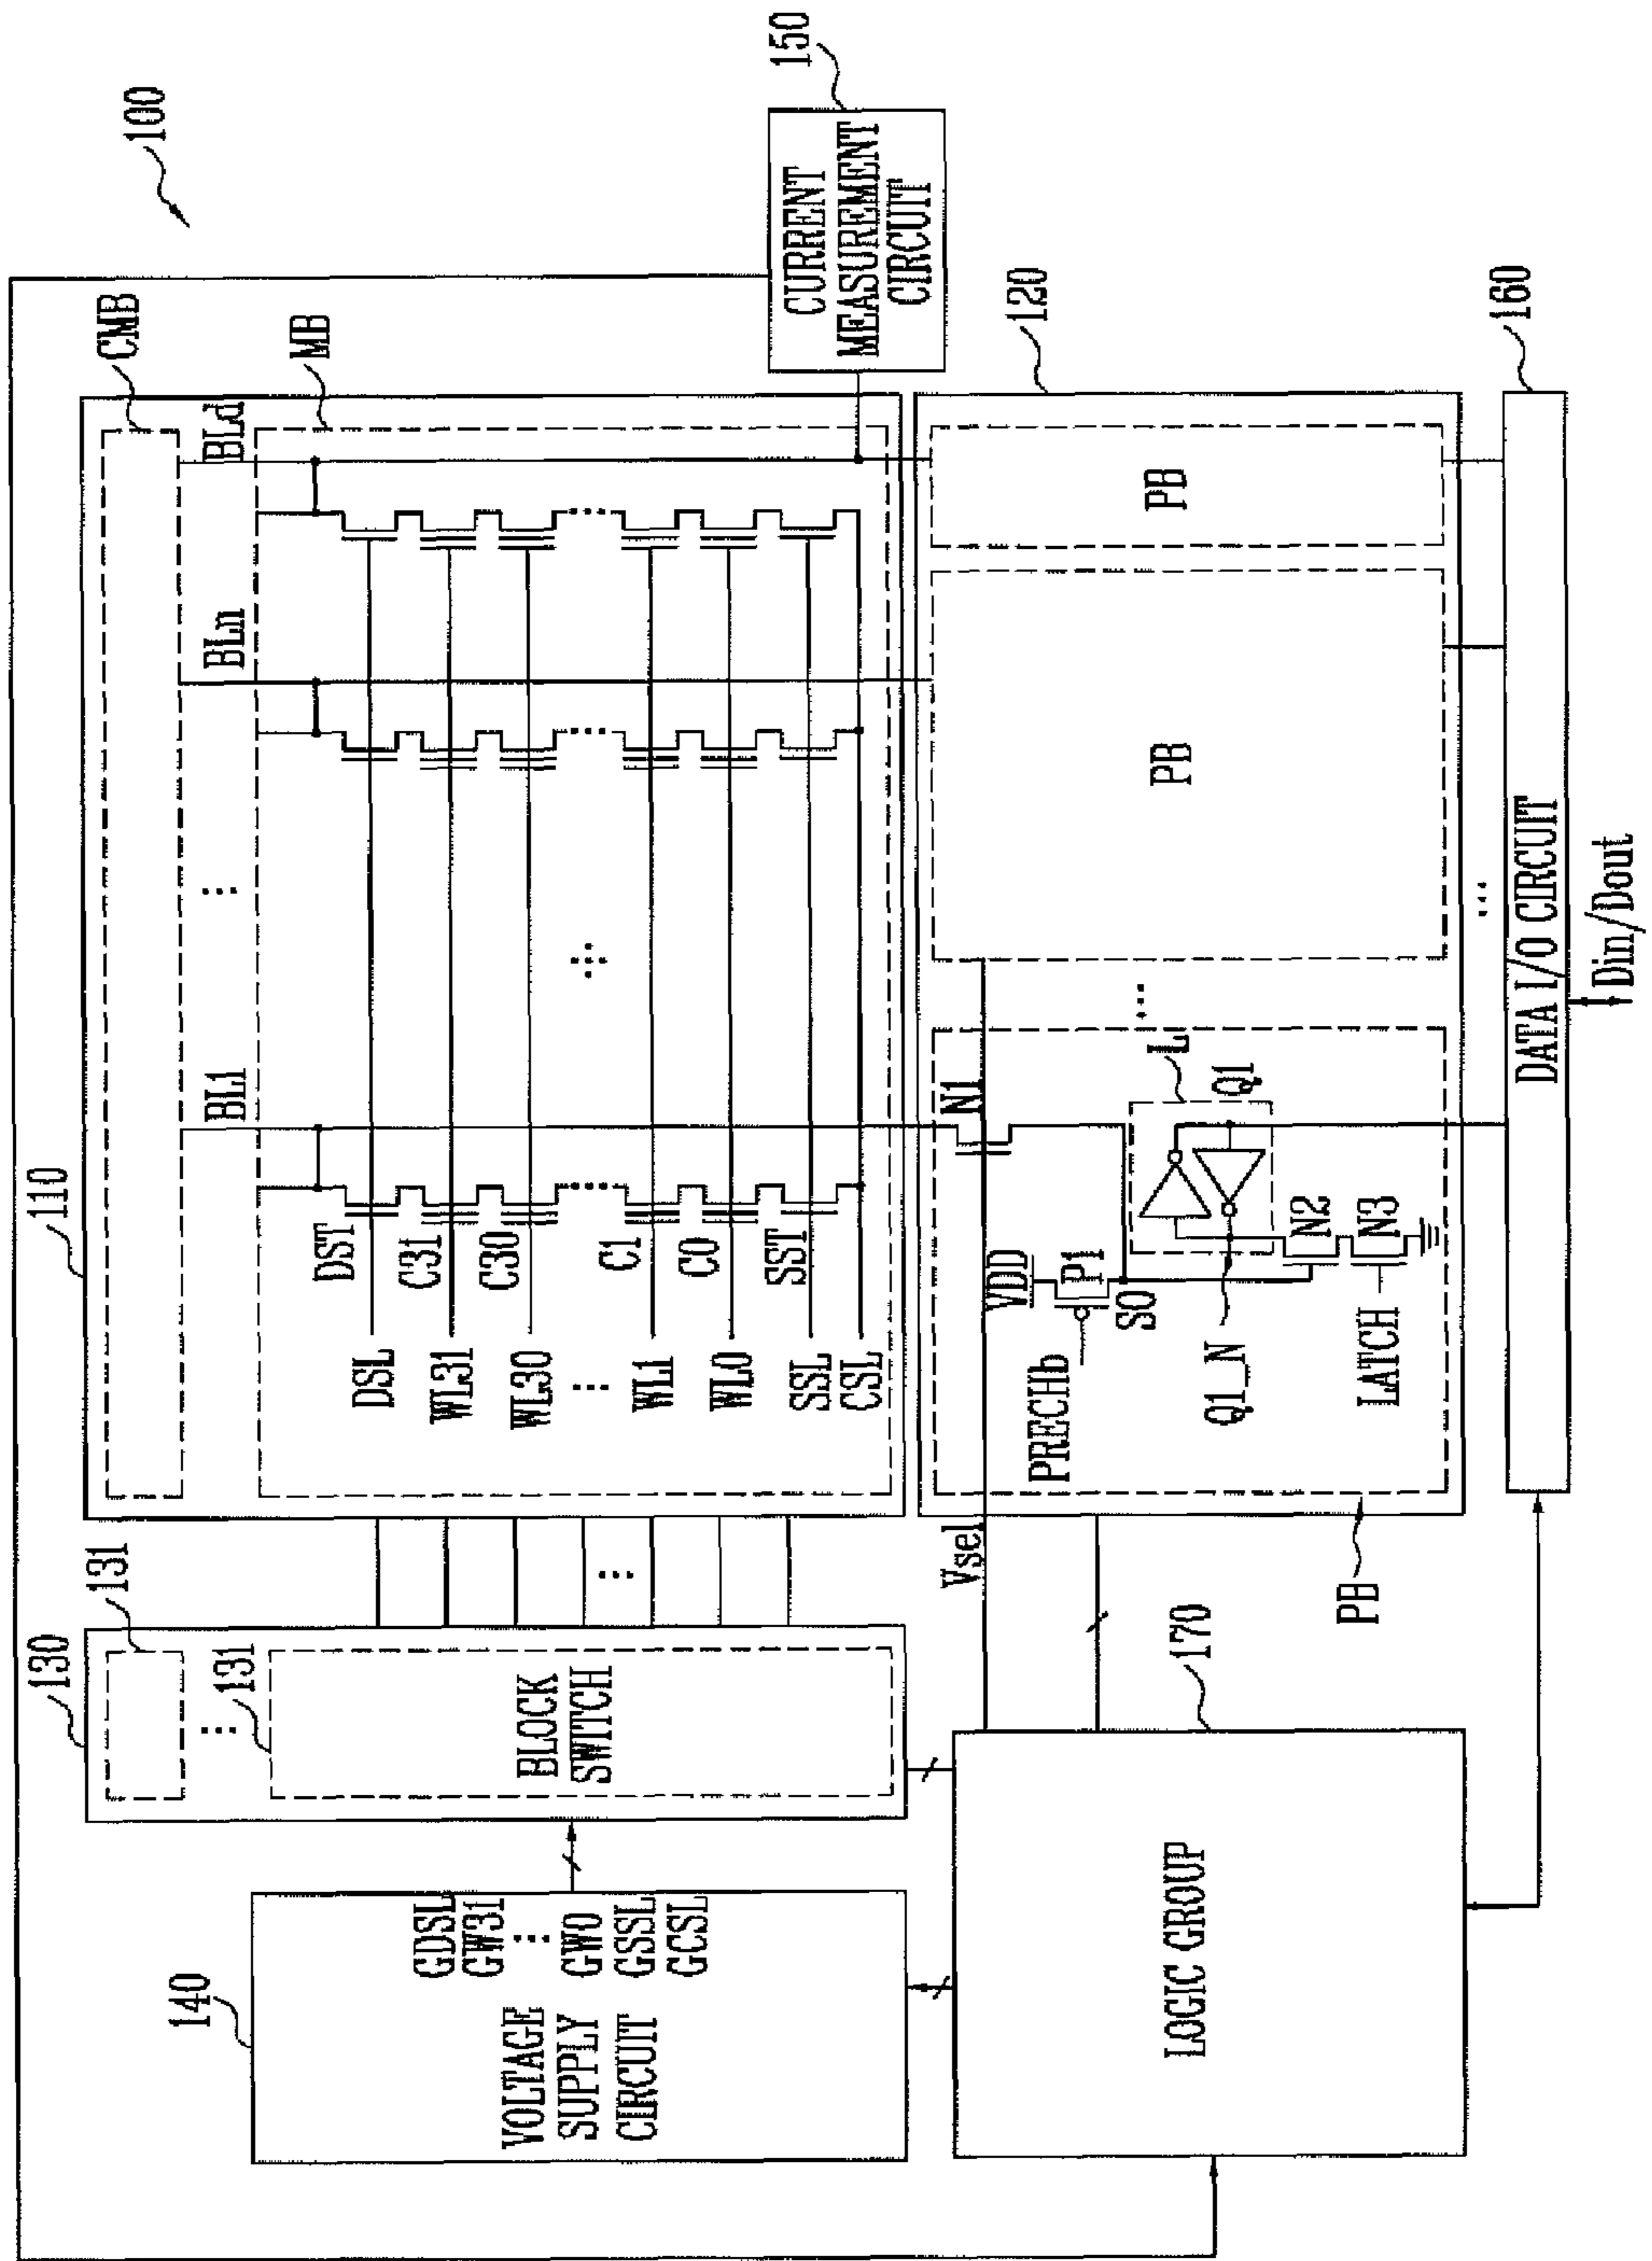 100
110
CMB
BL1
BLn
BLd
MB
DST
C31
C30
C1
C0
SST
DSL
WL31
WL30
WL1
WL0
SSL
CSL
130
131
131
BLOCK
SWITCH
140
VOLTAGE
SUPPLY
CIRCUIT
GDSL
GW31
GW0
GSSL
GCSL
150
CURRENT
MEASUREMENT
CIRCUIT
120
Vsel
N1
VDD
PRECHb
P1
SO
L
Q1
Q1_N
N2
LATCH
N3
PB
PB
PB
170
LOGIC GROUP
160
DATA I/O CIRCUIT
Din/Dout